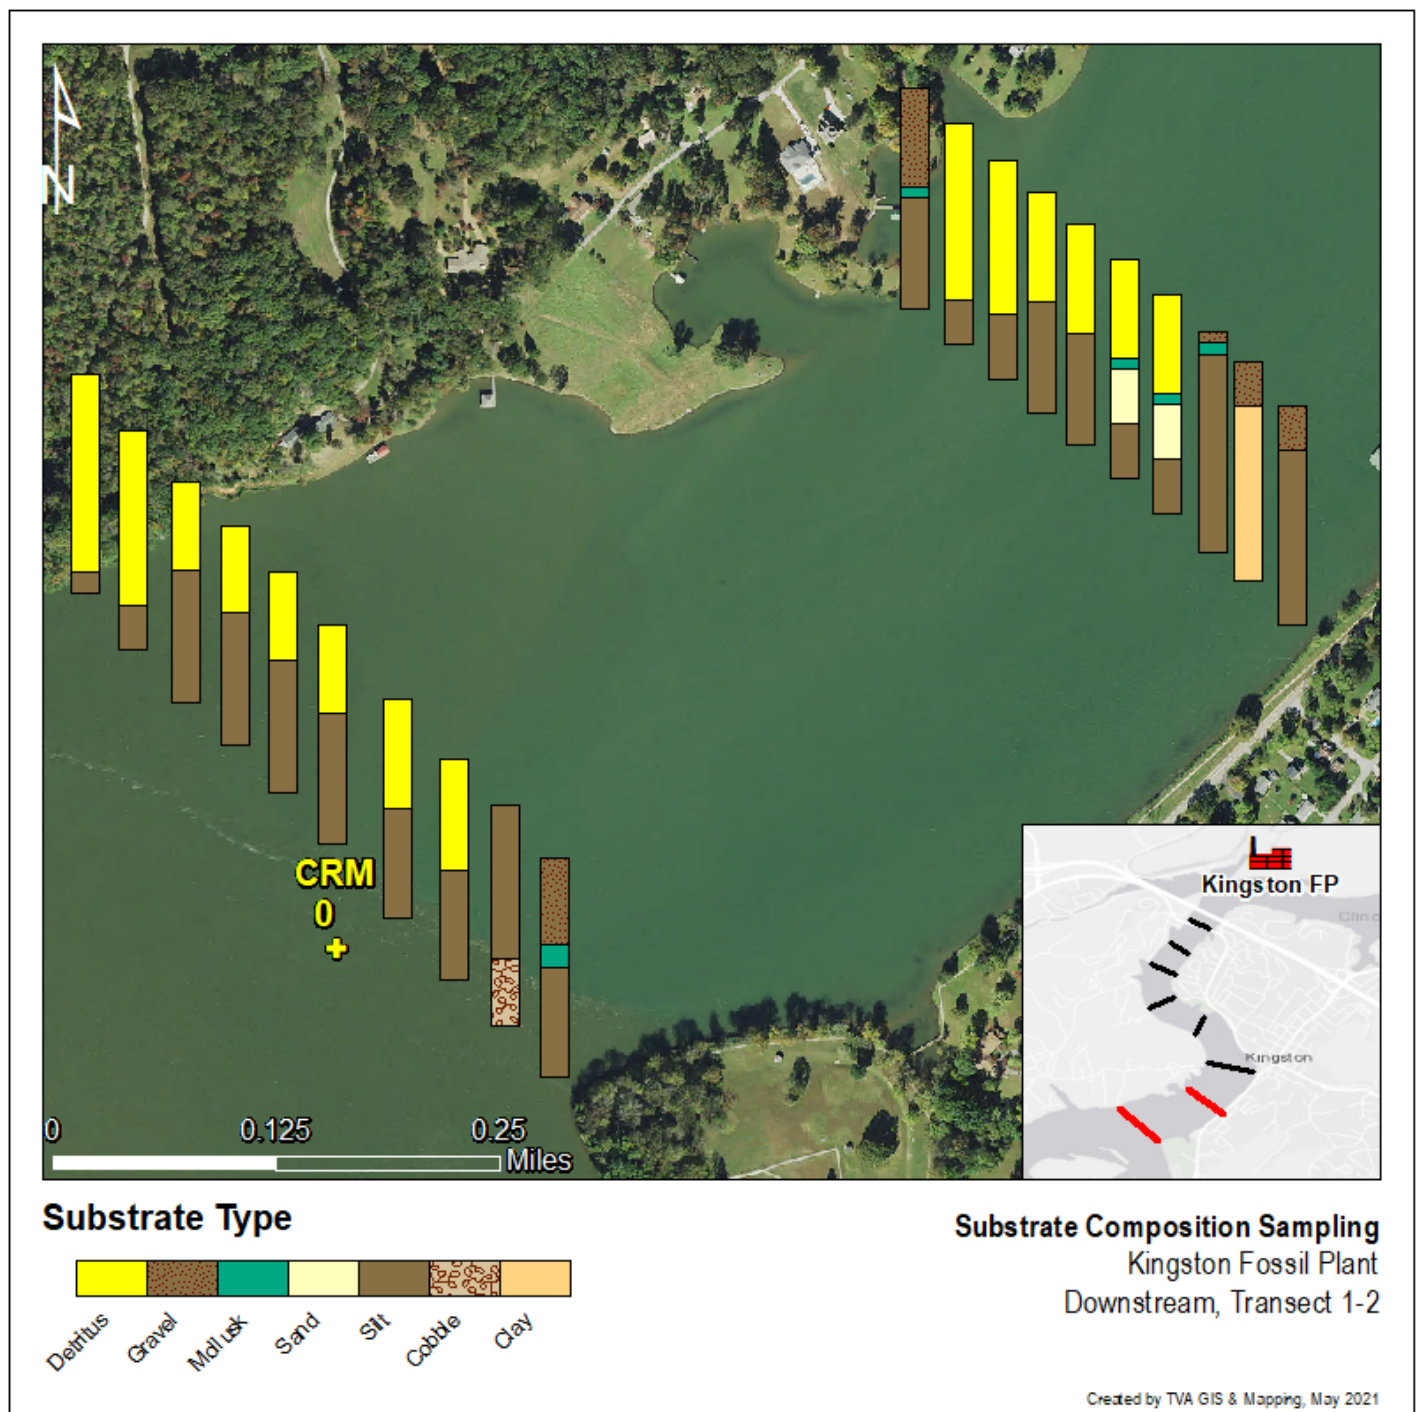 N
CRM
0
0
0.125
0.25
Miles
Kingston FP
Clinc
Kingston
Substrate Type
Detritus
Gravel
Mollusk
Sand
Silt
Cobble
Clay
Substrate Composition Sampling
Kingston Fossil Plant
Downstream, Transect 1-2
Created by TVA GIS & Mapping, May 2021